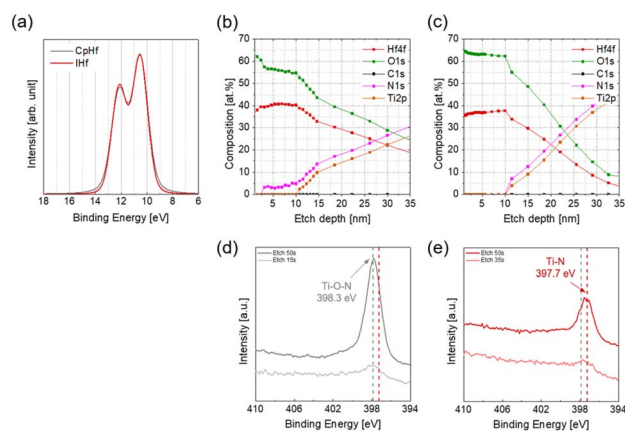 (a)
CpHf
IHf
Intensity [arb. unit]
18 16 14 12 10 8 6
Binding Energy [eV]
(b)
Hf4f
O1s
C1s
N1s
Ti2p
Composition [at.%]
80
70
60
50
40
30
20
10
0
5 10 15 20 25 30 35
Etch depth [nm]
(c)
Hf4f
O1s
C1s
N1s
Ti2p
Composition [at.%]
80
70
60
50
40
30
20
10
0
5 10 15 20 25 30 35
Etch depth [nm]
(d)
Etch 50s
Etch 15s
Ti-O-N
398.3 eV
Intensity [a.u.]
410 406 402 398 394
Binding Energy [eV]
(e)
Etch 50s
Etch 35s
Ti-N
397.7 eV
Intensity [a.u.]
410 406 402 398 394
Binding Energy [eV]